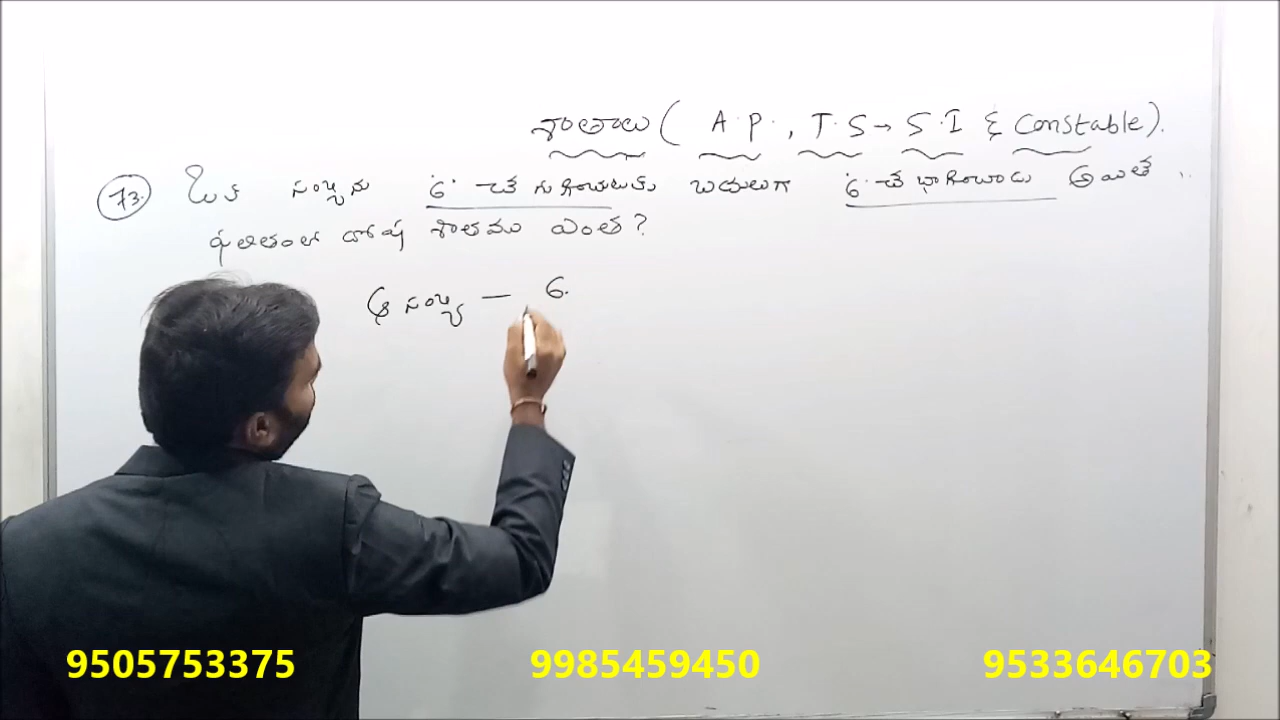 శాతాలు ( A.P., T.S → S.I & Constable).
73. ఒక సంఖ్యను '6' చే గుణించుటకు బదులుగా '6' చే భాగించాడు అయితే ..
ఫలితంలో దోష శాతము ఎంత?
ఆ సంఖ్య — 6.
9505753375 9985459450 9533646703